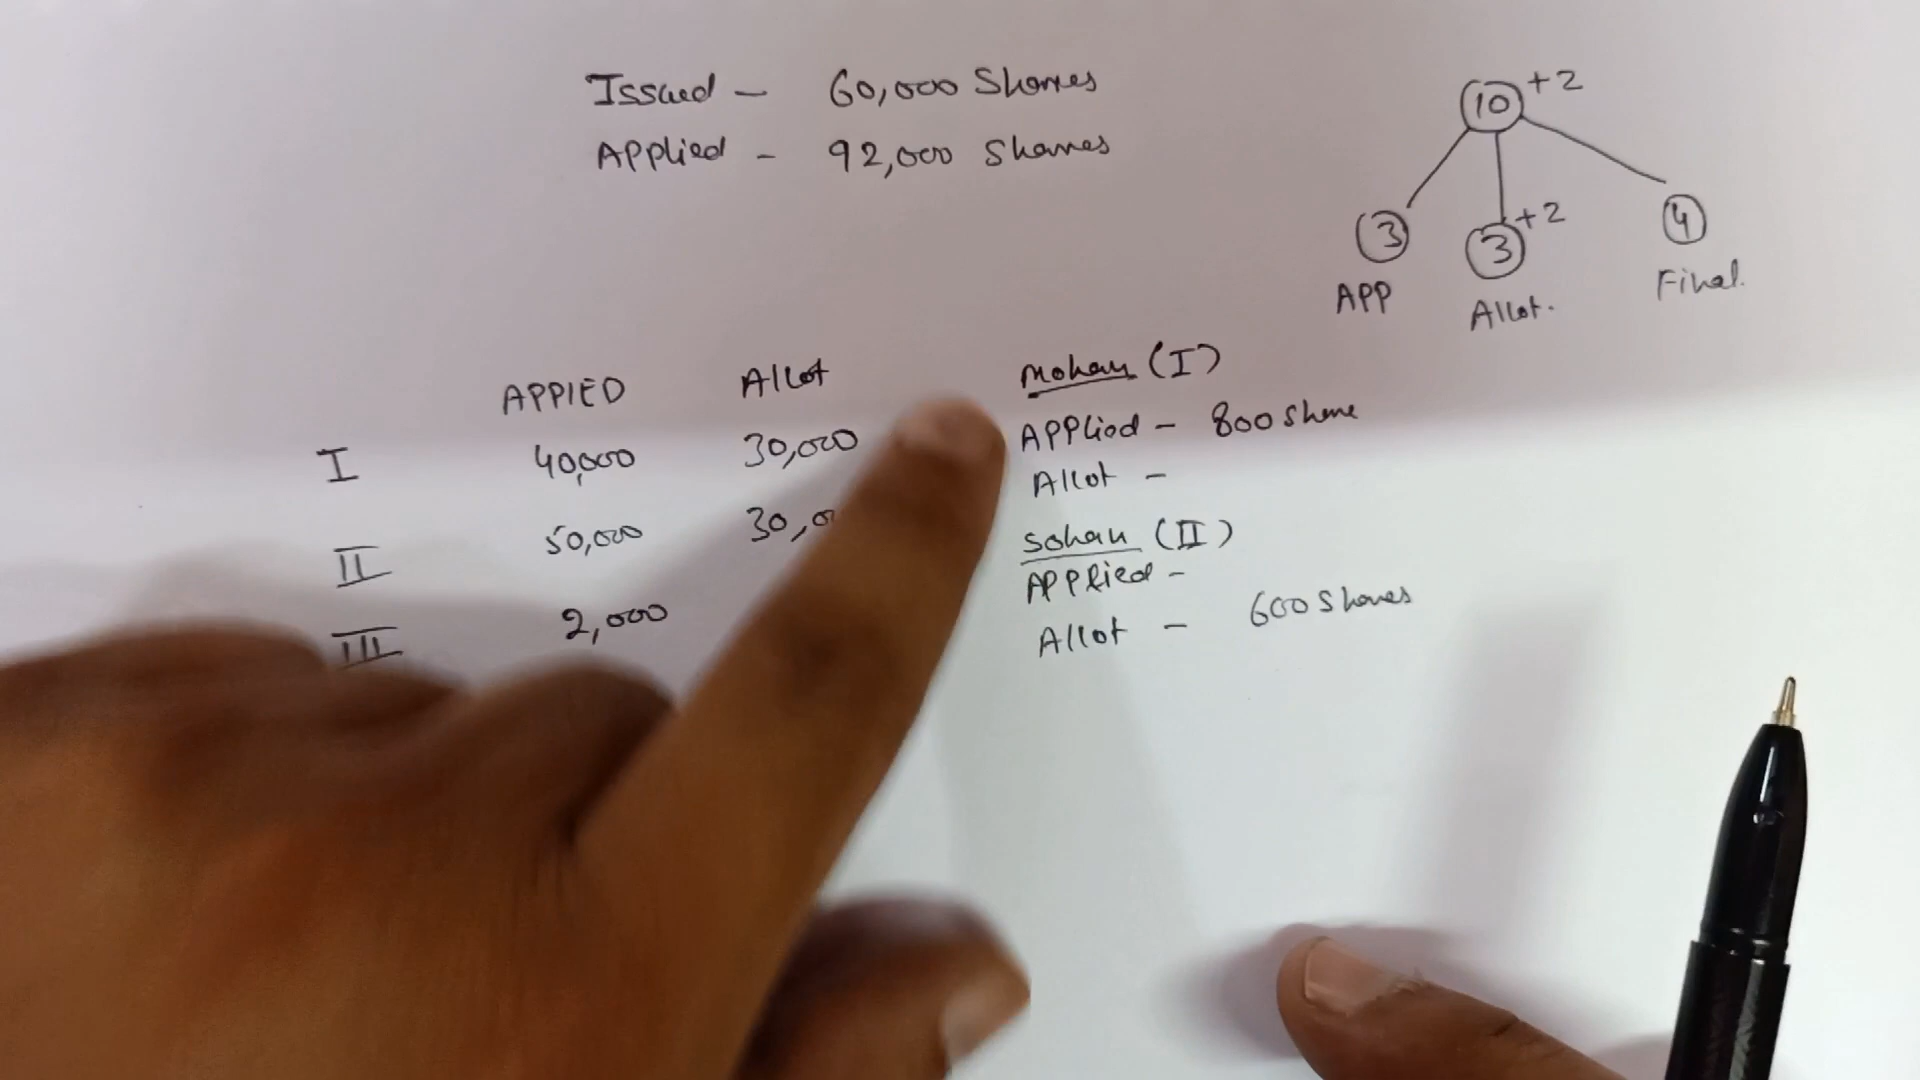 Issued - 60,000 Shares
Applied - 92,000 Shares
10 +2
3 3 +2 4
APP Allot. Final.
APPlED Allot
I 40,000 30,000
II 50,000
III 2,000
Mohan (I)
Applied - 800 Share
Allot -
Sohan (II)
Applied -
Allot - 600 Shares